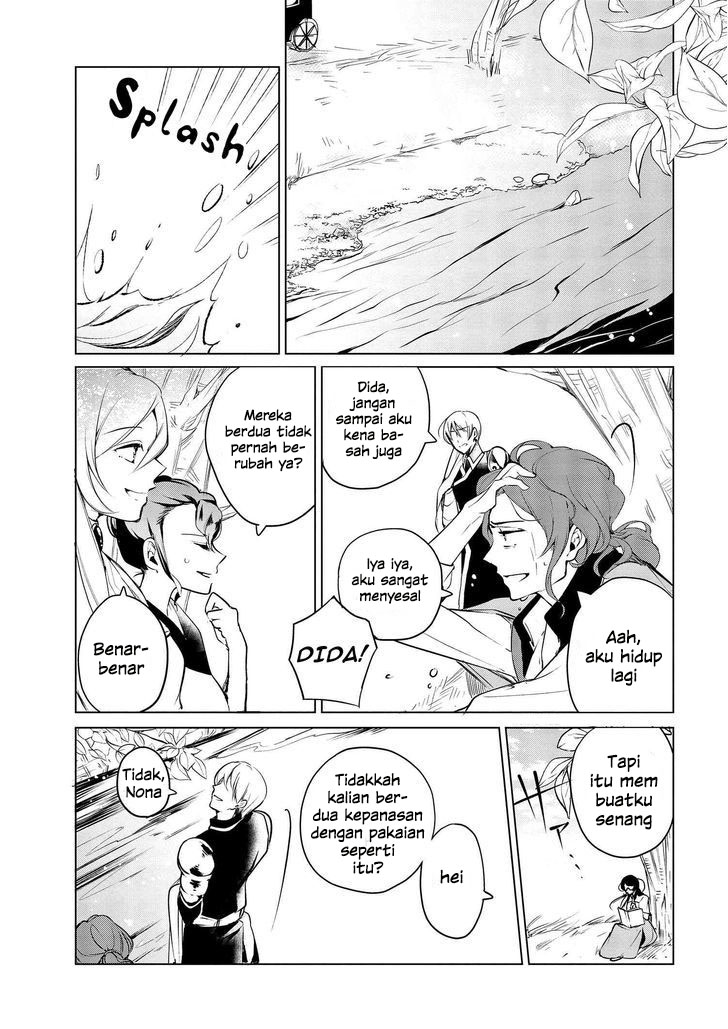 Splash
Dida,
jangan
sampai aku
kena ba-
sah juga
Aah,
aku hidup
lagi
Iya iya,
aku sangat
menyesal
DIDA!
Mereka
berdua tidak
pernah be-
rubah ya?
Benar-
benar
Tapi
itu mem
buatku
senang
hei
Tidakkah
kalian ber-
dua kepanasan
dengan pakaian
seperti
itu?
Tidak,
Nona